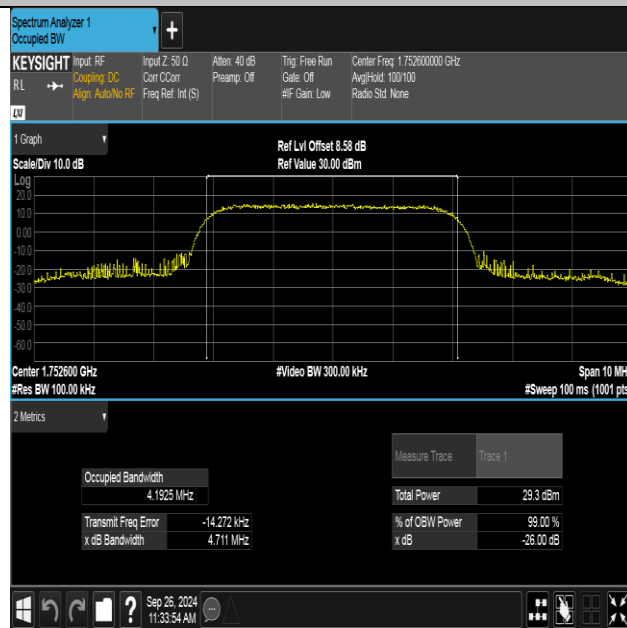 Spectrum Analyzer 1
Occupied BW
+
KEYSIGHT Input: RF Input Z: 50 Ω Atten: 40 dB Trig: Free Run Center Freq: 1.752600000 GHz
RL Coupling: DC Corr CCorr Preamp: Off Gate: Off Avg|Hold: 100/100
Align: Auto/No RF Freq Ref: Int (S) #IF Gain: Low Radio Std: None
LXI
1 Graph
Ref Lvl Offset 8.58 dB
Scale/Div 10.0 dB Ref Value 30.00 dBm
Log
20.0
10.0
0.00
-10.0
-20.0
-30.0
-40.0
-50.0
-60.0
Center 1.752600 GHz #Video BW 300.00 kHz Span 10 MH
#Res BW 100.00 kHz #Sweep 100 ms (1001 pts
2 Metrics
Measure Trace Trace 1
Occupied Bandwidth
4.1925 MHz Total Power 29.3 dBm
Transmit Freq Error -14.272 kHz % of OBW Power 99.00 %
x dB Bandwidth 4.711 MHz x dB -26.00 dB
? Sep 26, 2024
11:33:54 AM